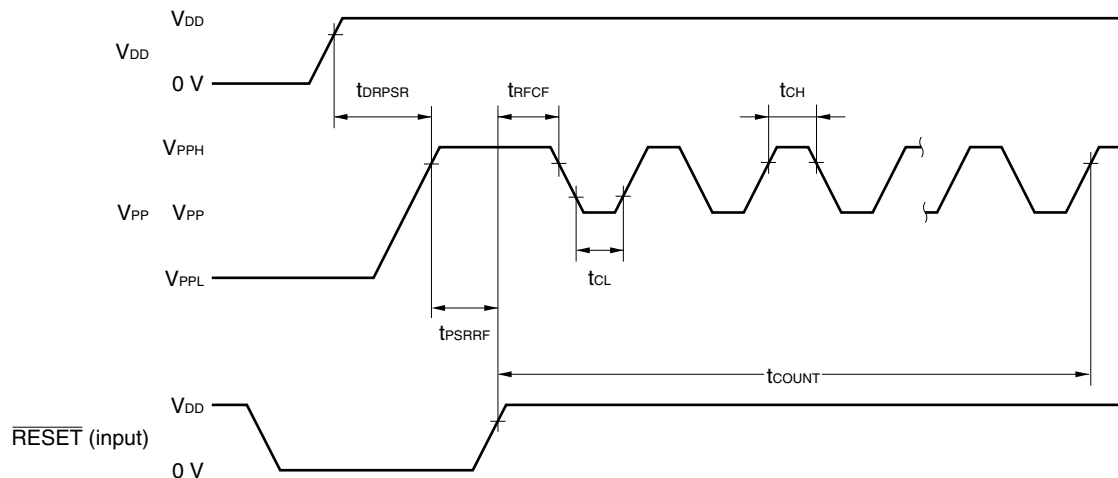 VDD
VDD
0 V
tDRPSR
tRFCF
tCH
VPPH
VPP VPP
tCL
VPPL
tPSRRF
tCOUNT
VDD
RESET (input)
0 V